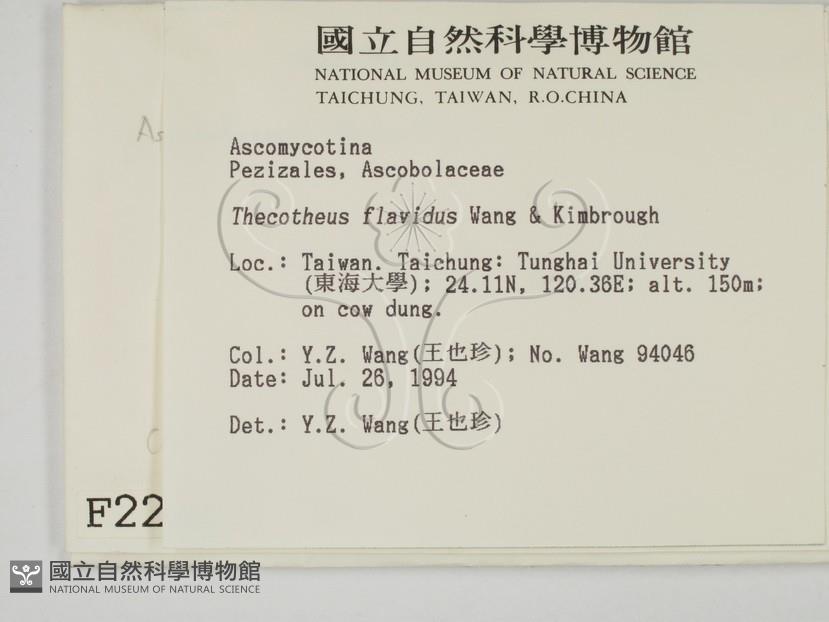 國立自然科學博物館
NATIONAL MUSEUM OF NATURAL SCIENCE
TAICHUNG, TAIWAN, R.O.CHINA
As
Ascomycotina
Pezizales, Ascobolaceae
Thecotheus flavidus Wang & Kimbrough
Loc.: Taiwan. Taichung: Tunghai University
(東海大學); 24.11N, 120.36E; alt. 150m;
on cow dung.
Col.: Y.Z. Wang(王也珍); No. Wang 94046
Date: Jul. 26, 1994
Det.: Y.Z. Wang(王也珍)
F22
國立自然科學博物館
NATIONAL MUSEUM OF NATURAL SCIENCE